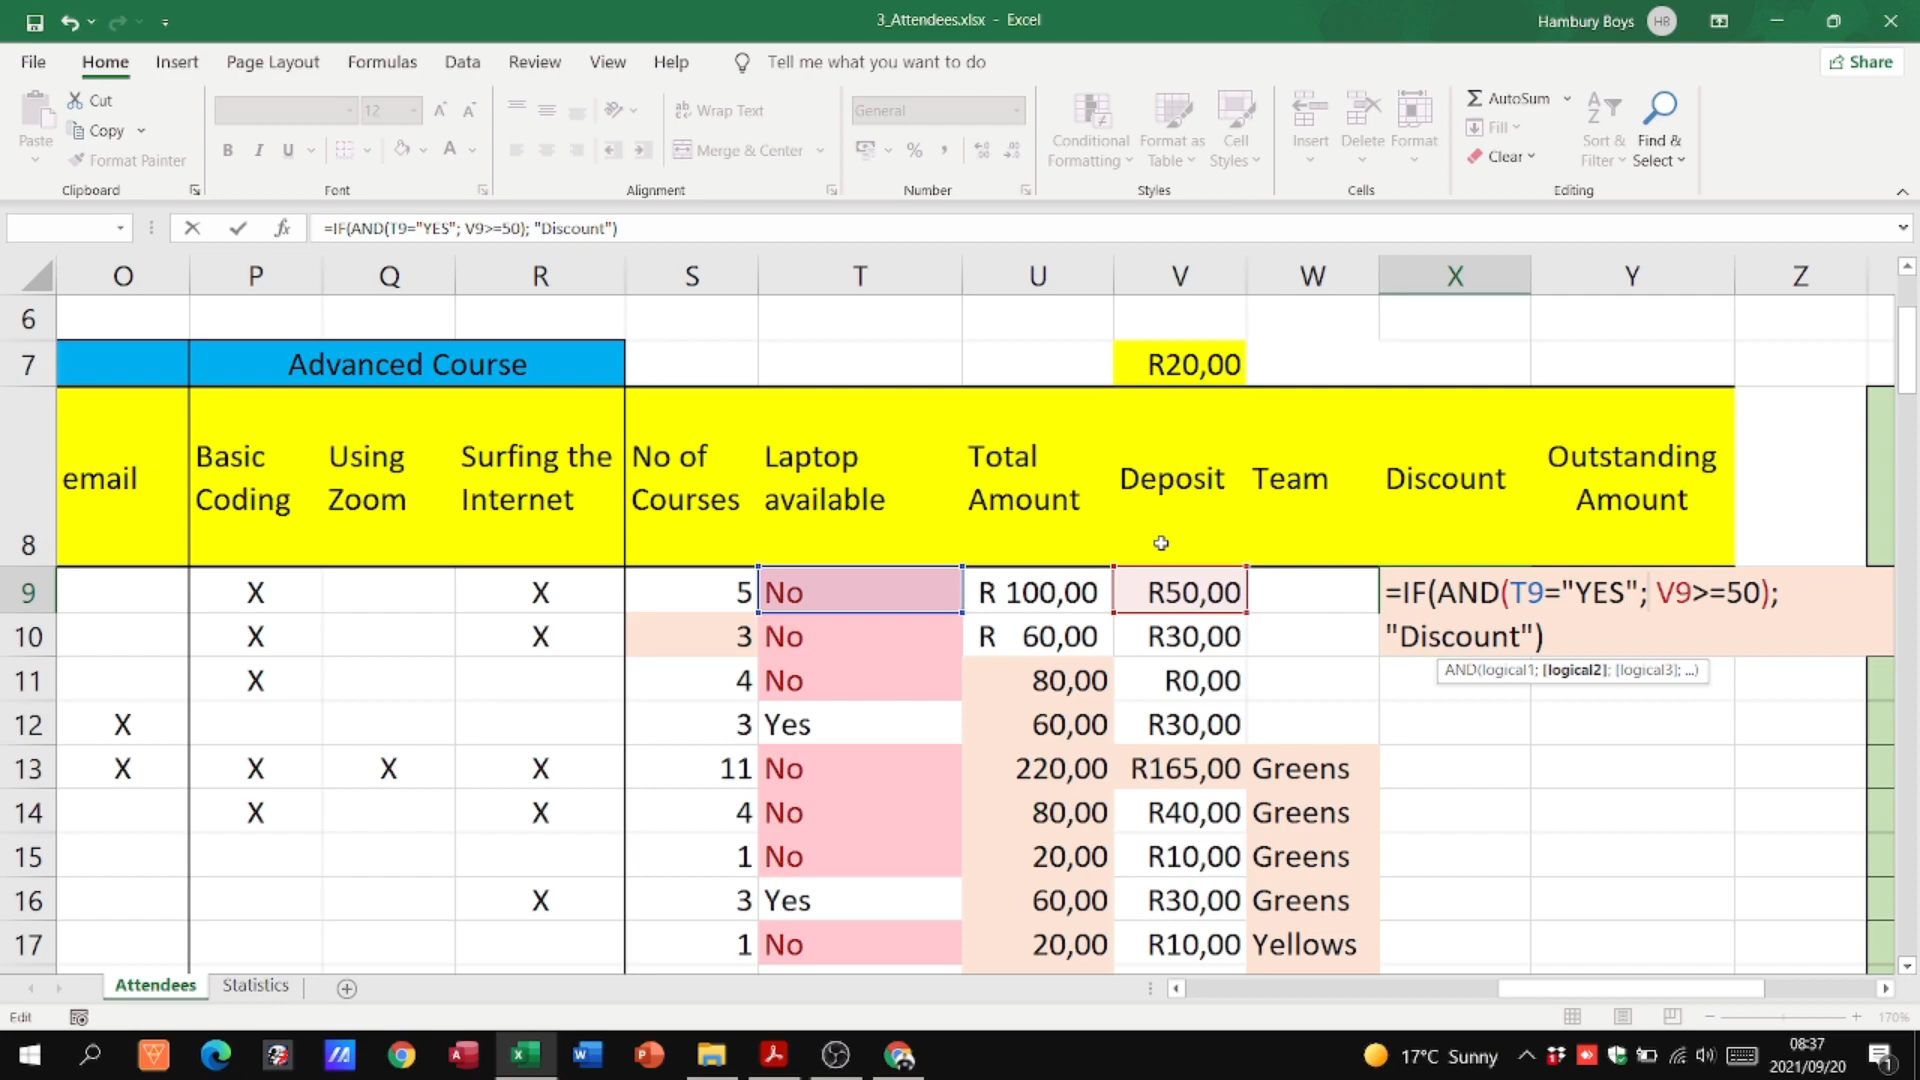 3_Attendees.xlsx - Excel
Hambury Boys
HB
File Home Insert Page Layout Formulas Data Review View Help Tell me what you want to do Share
Paste
Cut
Copy
Format Painter
Clipboard
12
B I U
Font
Wrap Text
Merge & Center
Alignment
General
Number
Conditional Formatting
Format as Table
Cell Styles
Styles
Insert Delete Format
Cells
AutoSum
Fill
Clear
Sort & Filter
Find & Select
Editing
=IF(AND(T9="YES"; V9>=50); "Discount")
O P Q R S T U V W X Y Z
6
7 Advanced Course R20,00
8 email Basic Coding Using Zoom Surfing the Internet No of Courses Laptop available Total Amount Deposit Team Discount Outstanding Amount
9 X X 5 No R 100,00 R50,00 =IF(AND(T9="YES"; V9>=50);
"Discount")
10 X X 3 No R 60,00 R30,00
AND(logical1; [logical2]; [logical3]; ...)
11 X 4 No 80,00 R0,00
12 X 3 Yes 60,00 R30,00
13 X X X X 11 No 220,00 R165,00 Greens
14 X X 4 No 80,00 R40,00 Greens
15 1 No 20,00 R10,00 Greens
16 X 3 Yes 60,00 R30,00 Greens
17 1 No 20,00 R10,00 Yellows
Attendees Statistics
Edit
170%
17°C Sunny
08:37
2021/09/20
1